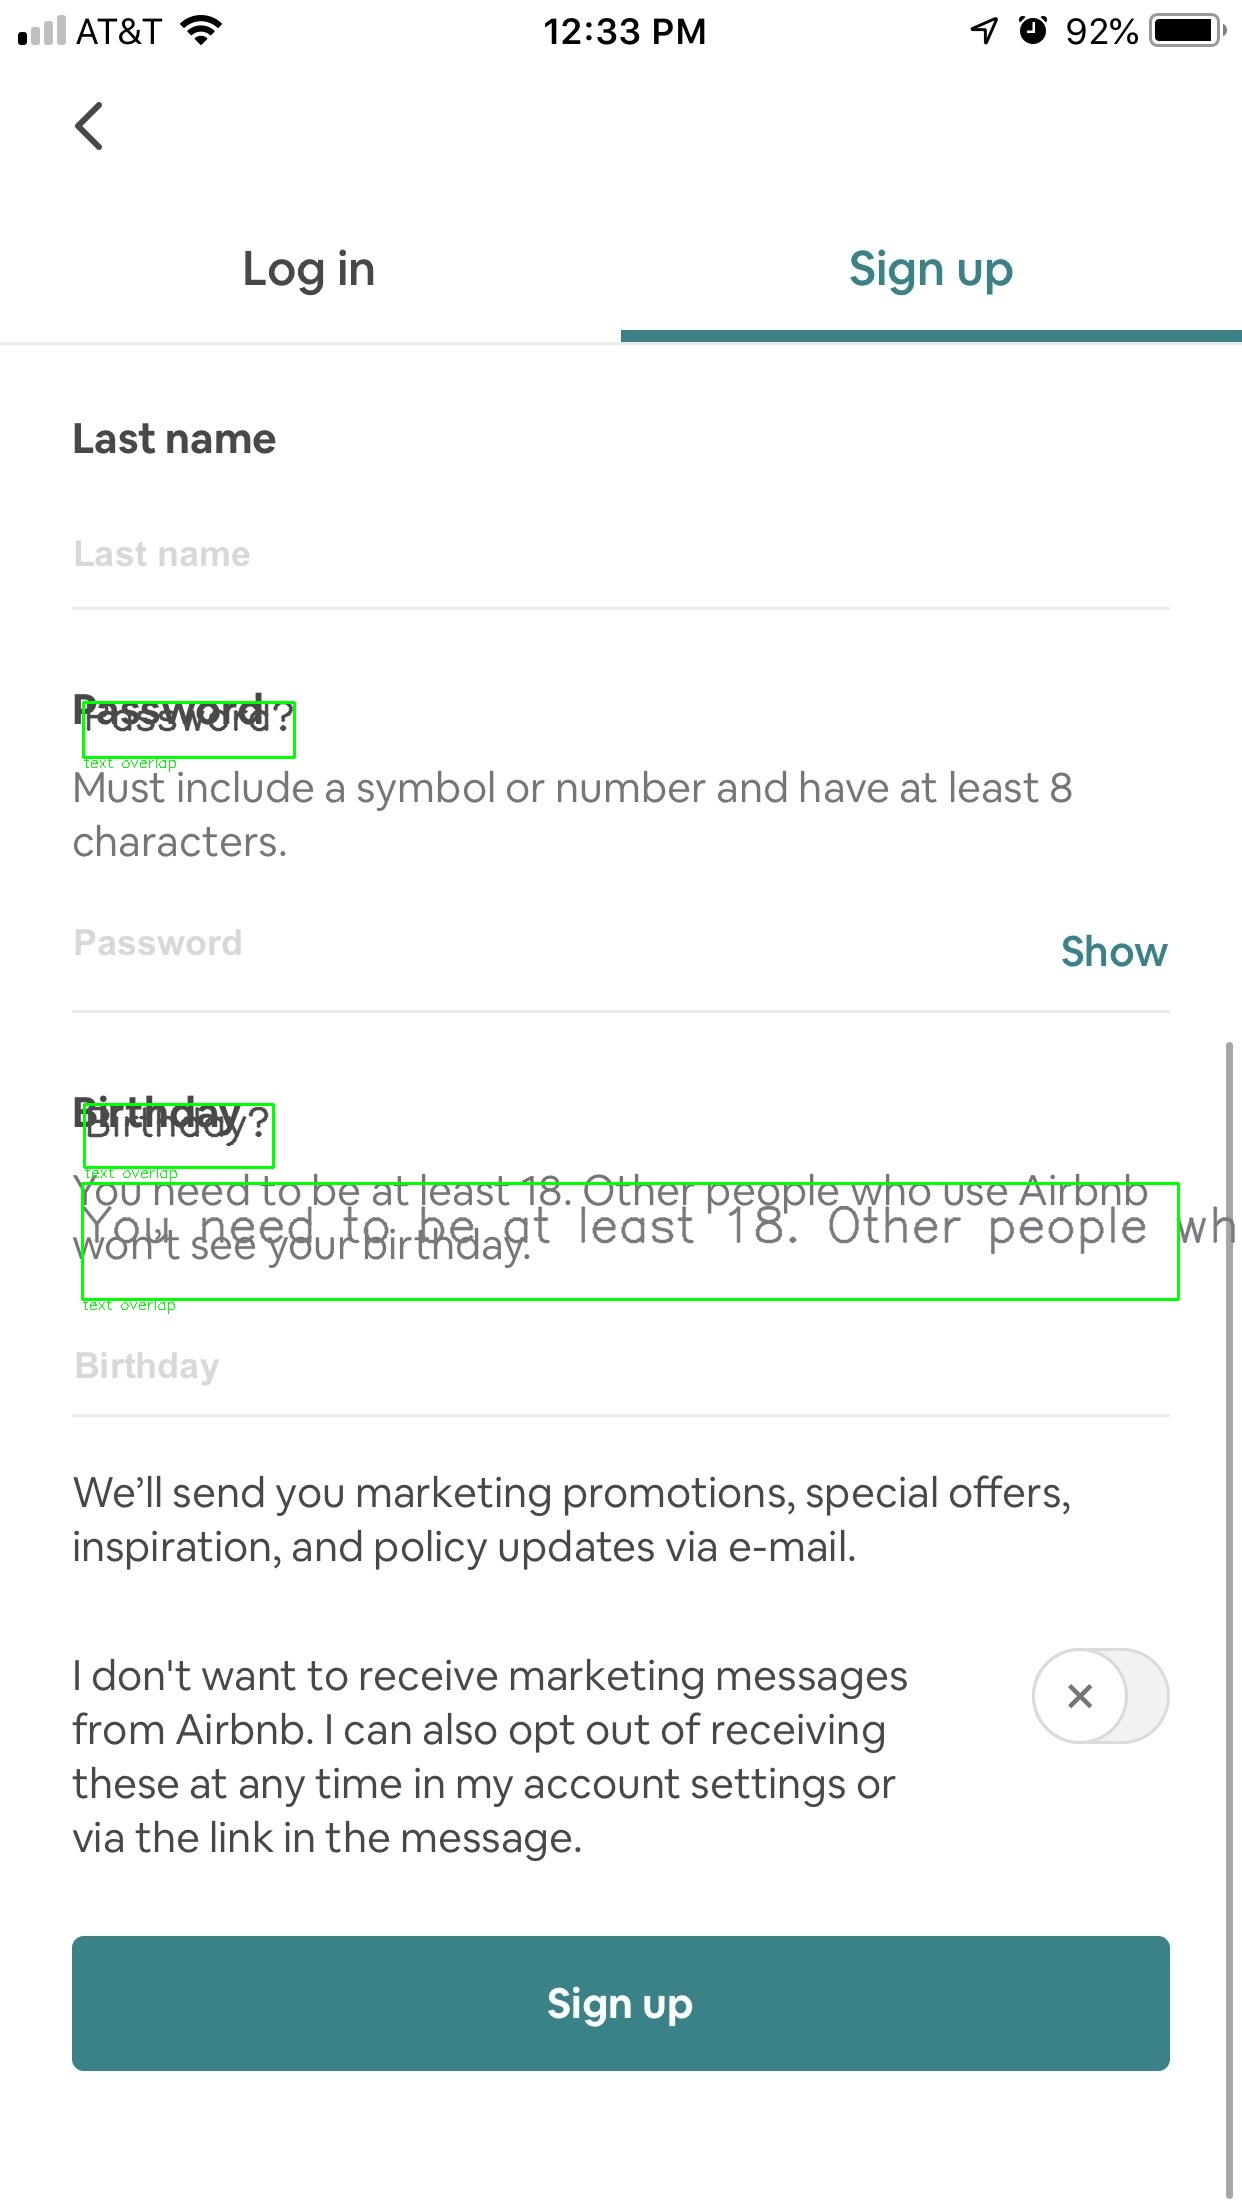 AT&T 12:33 PM 92%
Log in Sign up
Last name
Last name
Password
Password?
text overlap
Must include a symbol or number and have at least 8
characters.
Password Show
Birthday
Birthday?
text overlap
You need to be at least 18. Other people who use Airbnb
You need to be at least 18. Other people wh
won't see your birthday.
text overlap
Birthday
We’ll send you marketing promotions, special offers,
inspiration, and policy updates via e-mail.
I don't want to receive marketing messages
from Airbnb. I can also opt out of receiving
these at any time in my account settings or
via the link in the message.
Sign up